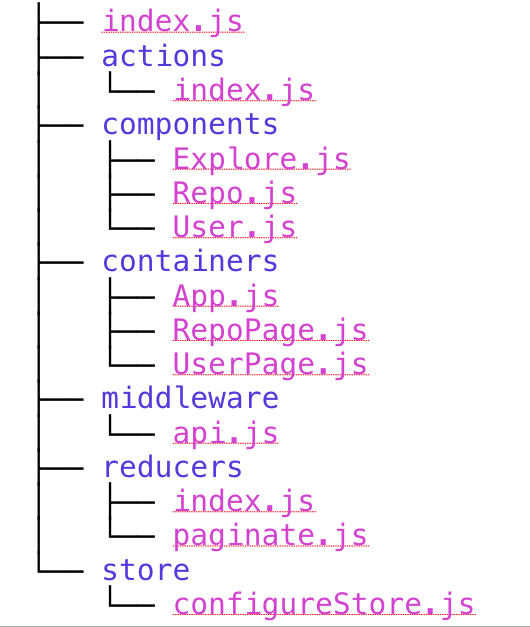 ├── index.js
├── actions
│   └── index.js
├── components
│   ├── Explore.js
│   ├── Repo.js
│   └── User.js
├── containers
│   ├── App.js
│   ├── RepoPage.js
│   └── UserPage.js
├── middleware
│   └── api.js
├── reducers
│   ├── index.js
│   └── paginate.js
└── store
    └── configureStore.js